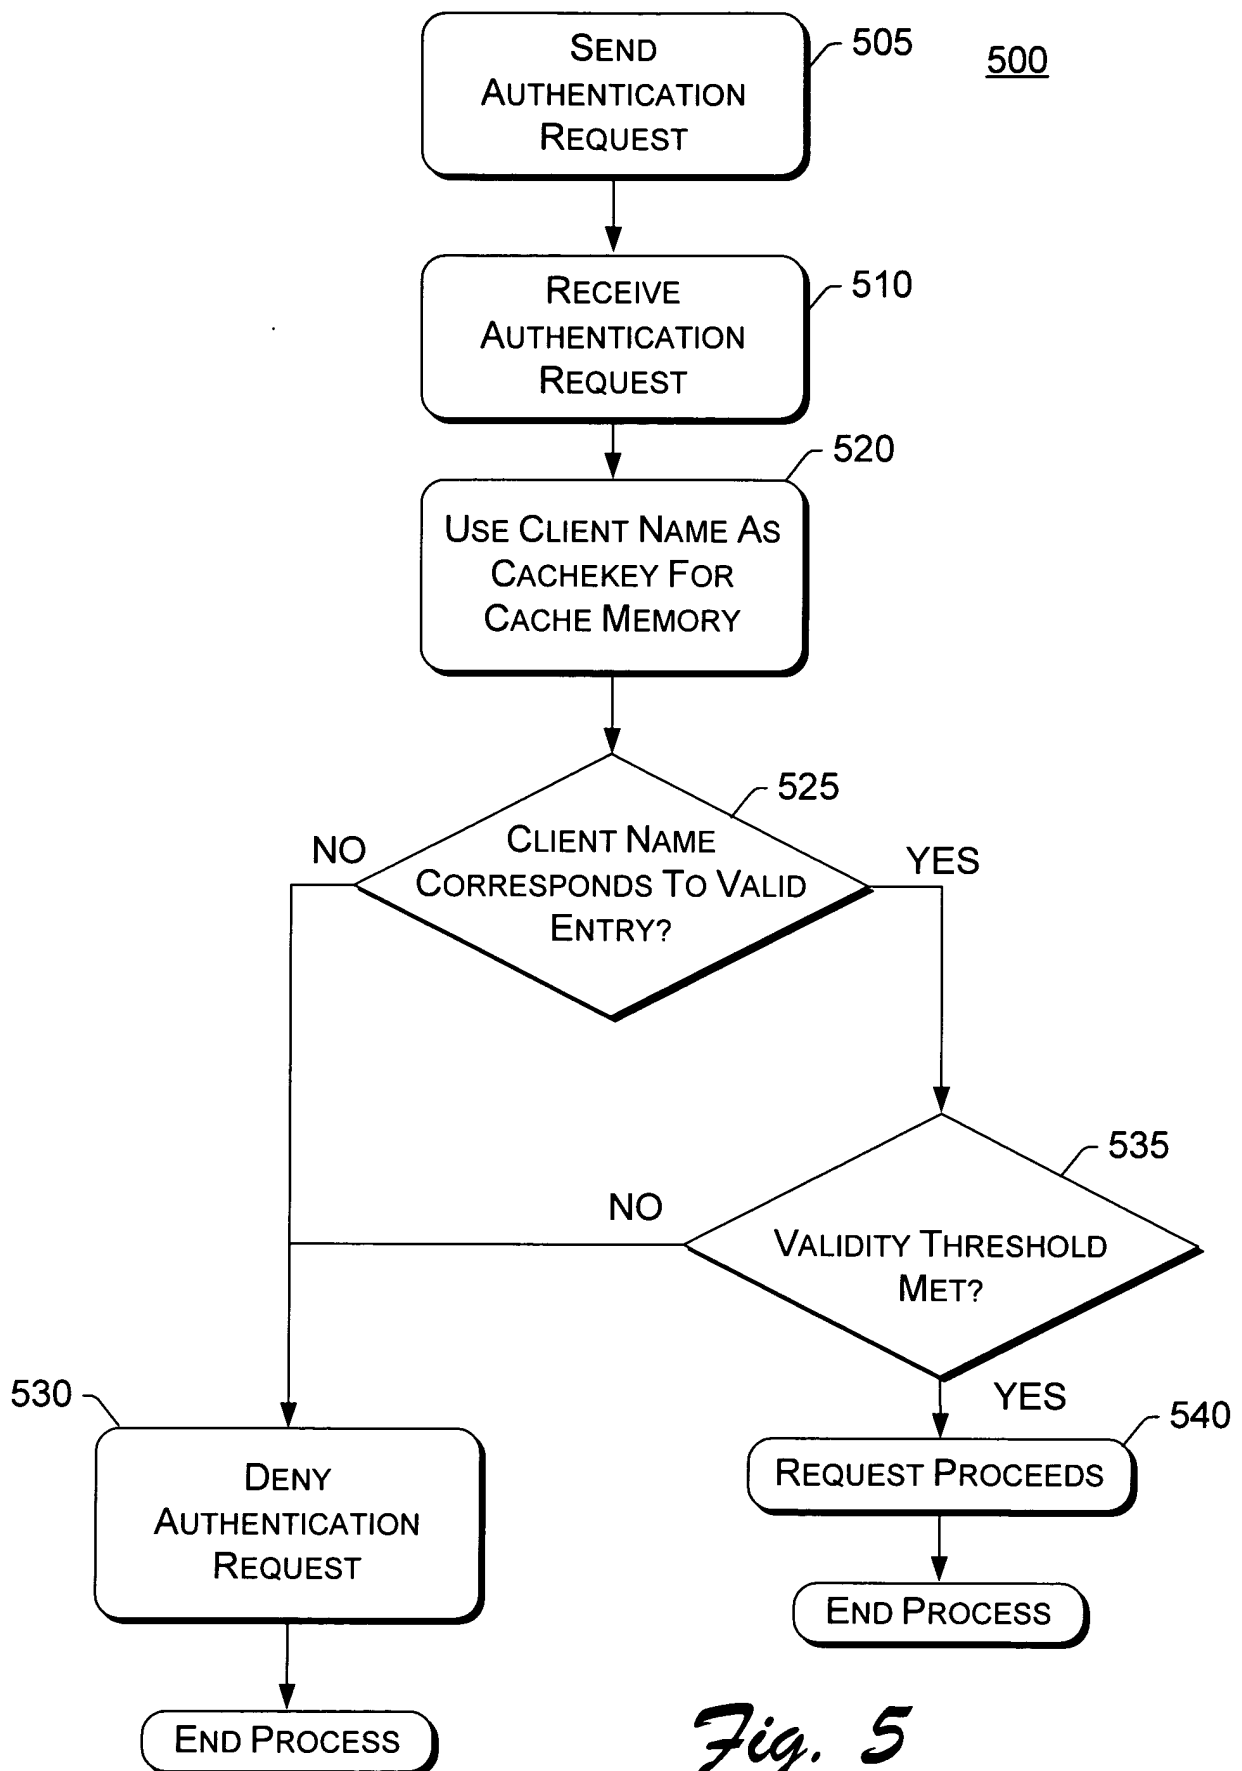 SEND
AUTHENTICATION
REQUEST
505
500
RECEIVE
AUTHENTICATION
REQUEST
510
520
USE CLIENT NAME AS
CACHEKEY FOR
CACHE MEMORY
525
NO
CLIENT NAME
CORRESPONDS TO VALID
ENTRY?
YES
535
NO
VALIDITY THRESHOLD
MET?
530
YES
540
DENY
AUTHENTICATION
REQUEST
REQUEST PROCEEDS
END PROCESS
END PROCESS
Fig. 5